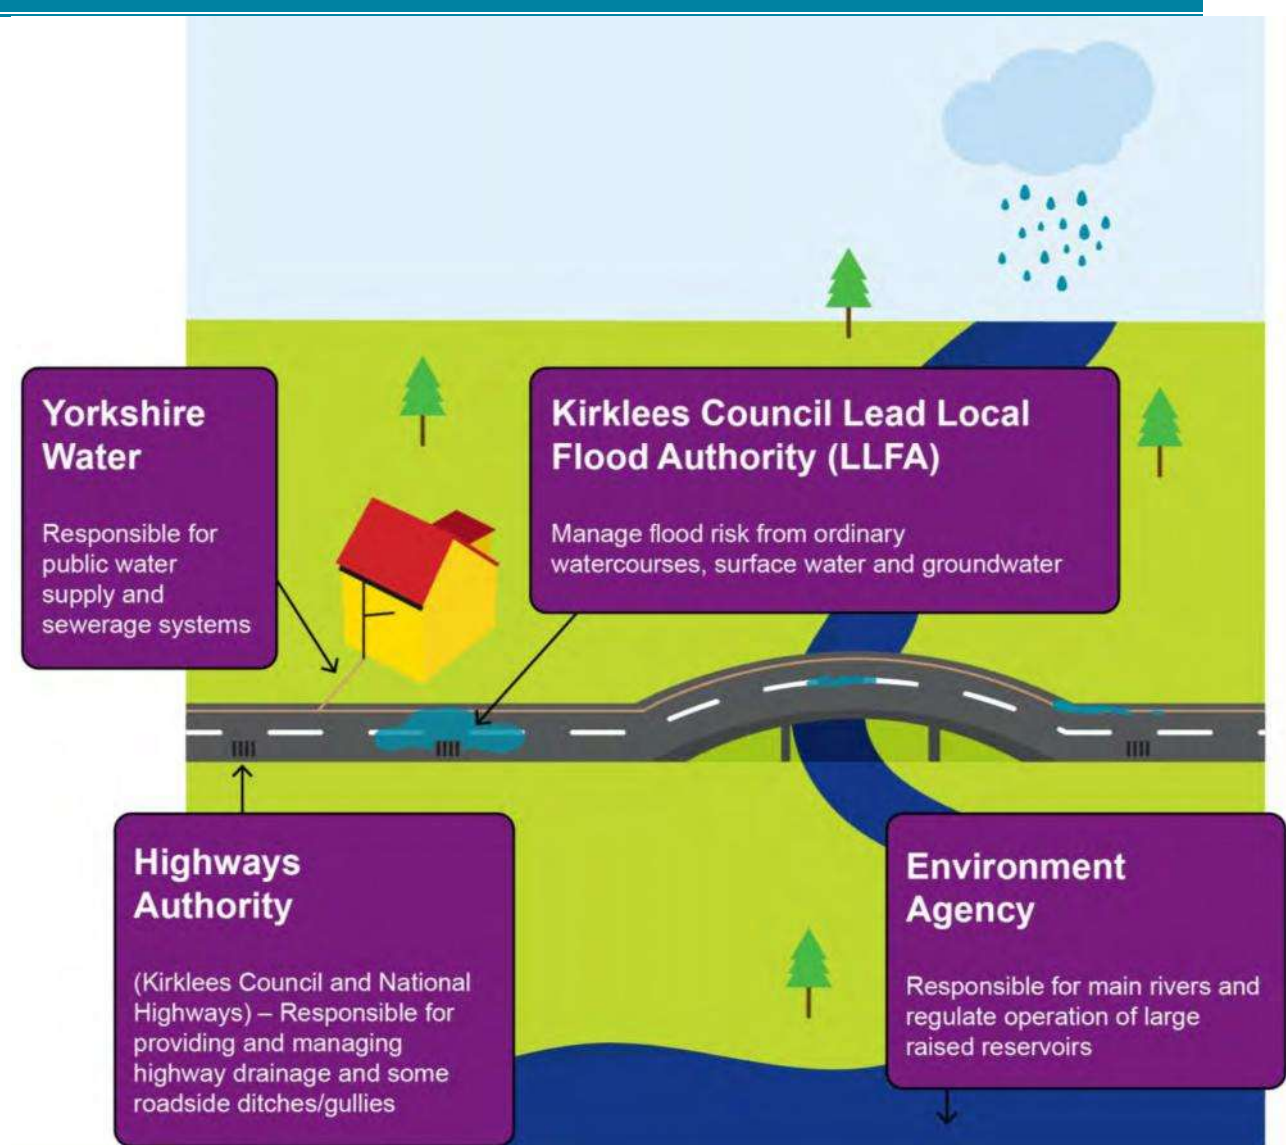 Yorkshire
Water
Responsible for
public water
supply and
sewerage systems
Kirklees Council Lead Local
Flood Authority (LLFA)
Manage flood risk from ordinary
watercourses, surface water and groundwater
Highways
Authority
(Kirklees Council and National
Highways) – Responsible for
providing and managing
highway drainage and some
roadside ditches/gullies
Environment
Agency
Responsible for main rivers and
regulate operation of large
raised reservoirs